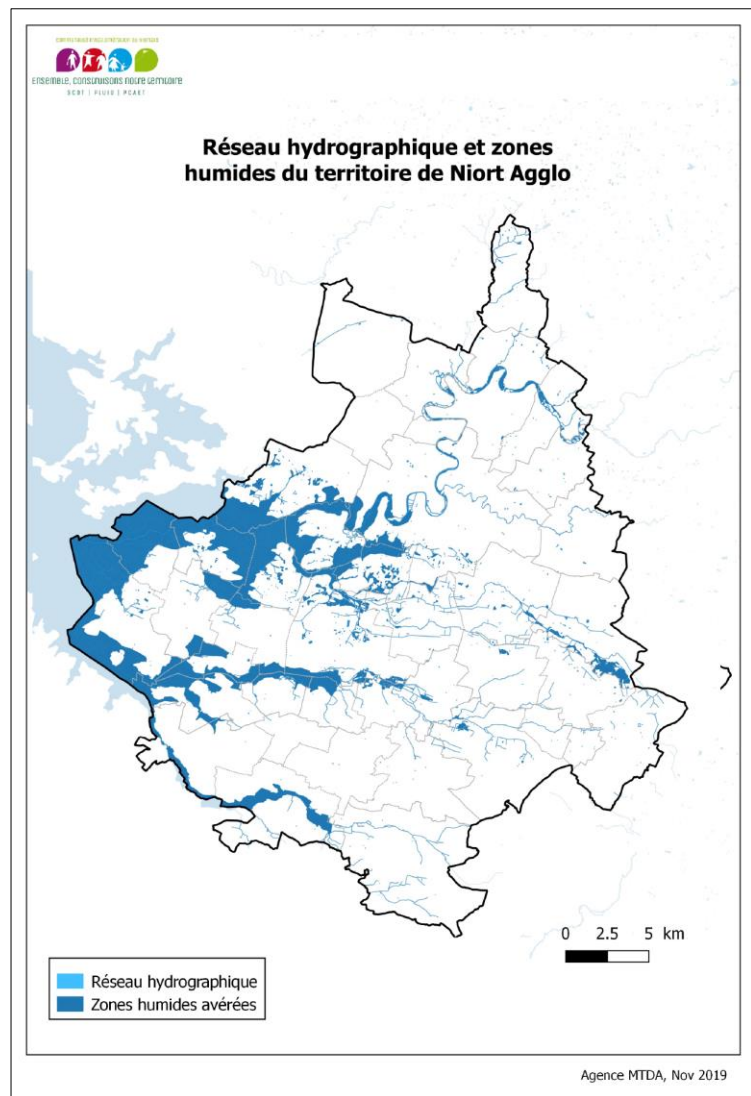 Ensemble, construisons notre territoire
SCOT | PLUID | PCAET
Réseau hydrographique et zones
humides du territoire de Niort Agglo
0 2.5 5 km
Réseau hydrographique
Zones humides avérées
Agence MTDA, Nov 2019